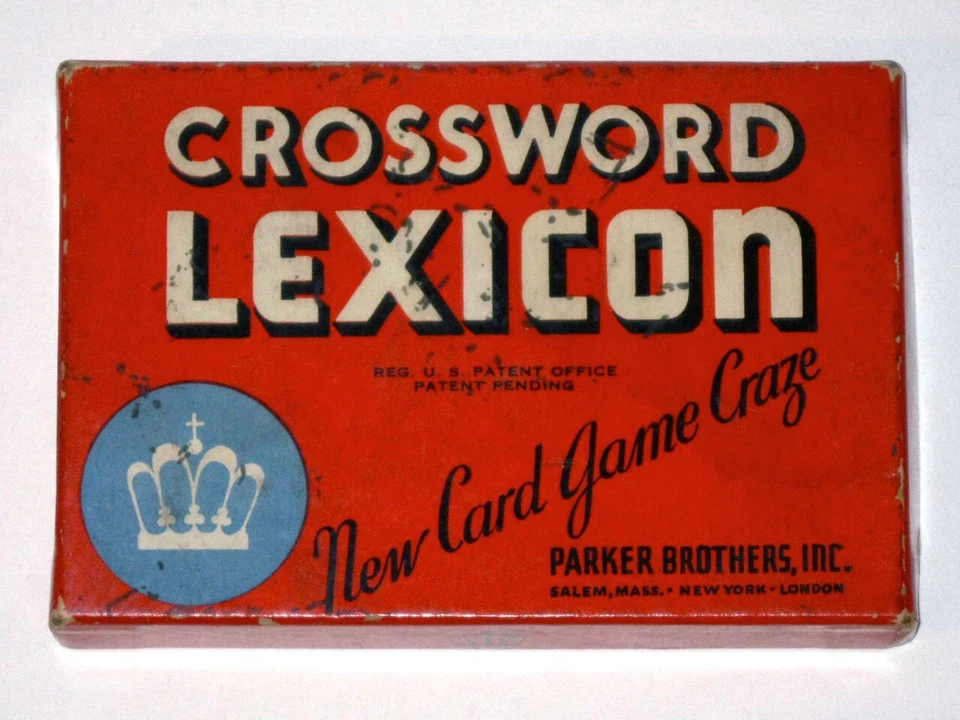 CROSSWORD
LEXICON
REG. U. S. PATENT OFFICE
PATENT PENDING
New Card Game Craze
PARKER BROTHERS, INC.
SALEM, MASS. • NEW YORK • LONDON